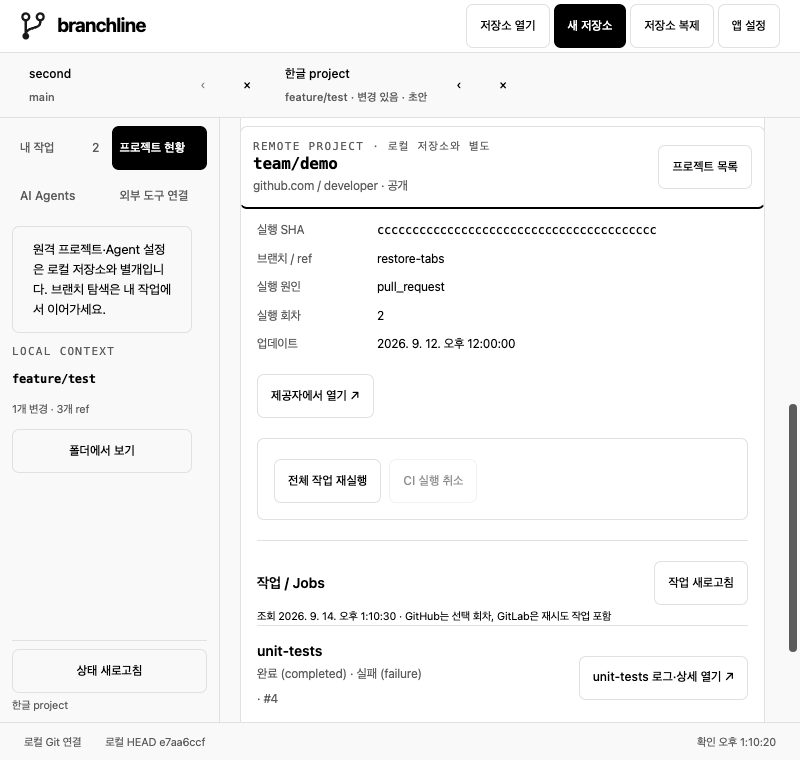 branchline
저장소 열기
새 저장소
저장소 복제
앱 설정
second
main
‹
×
한글 project
feature/test · 변경 있음 · 초안
‹
×
내 작업 2
프로젝트 현황
AI Agents
외부 도구 연결
원격 프로젝트·Agent 설정
은 로컬 저장소와 별개입니
다. 브랜치 탐색은 내 작업에
서 이어가세요.
LOCAL CONTEXT
feature/test
1개 변경 · 3개 ref
폴더에서 보기
상태 새로고침
한글 project
REMOTE PROJECT · 로컬 저장소와 별도
team/demo
github.com / developer · 공개
프로젝트 목록
실행 SHA cccccccccccccccccccccccccccccccccccccccc
브랜치 / ref restore-tabs
실행 원인 pull_request
실행 회차 2
업데이트 2026. 9. 12. 오후 12:00:00
제공자에서 열기 ↗
전체 작업 재실행
CI 실행 취소
작업 / Jobs
작업 새로고침
조회 2026. 9. 14. 오후 1:10:30 · GitHub는 선택 회차, GitLab은 재시도 작업 포함
unit-tests
완료 (completed) · 실패 (failure)
· #4
unit-tests 로그·상세 열기 ↗
로컬 Git 연결
로컬 HEAD e7aa6ccf
확인 오후 1:10:20